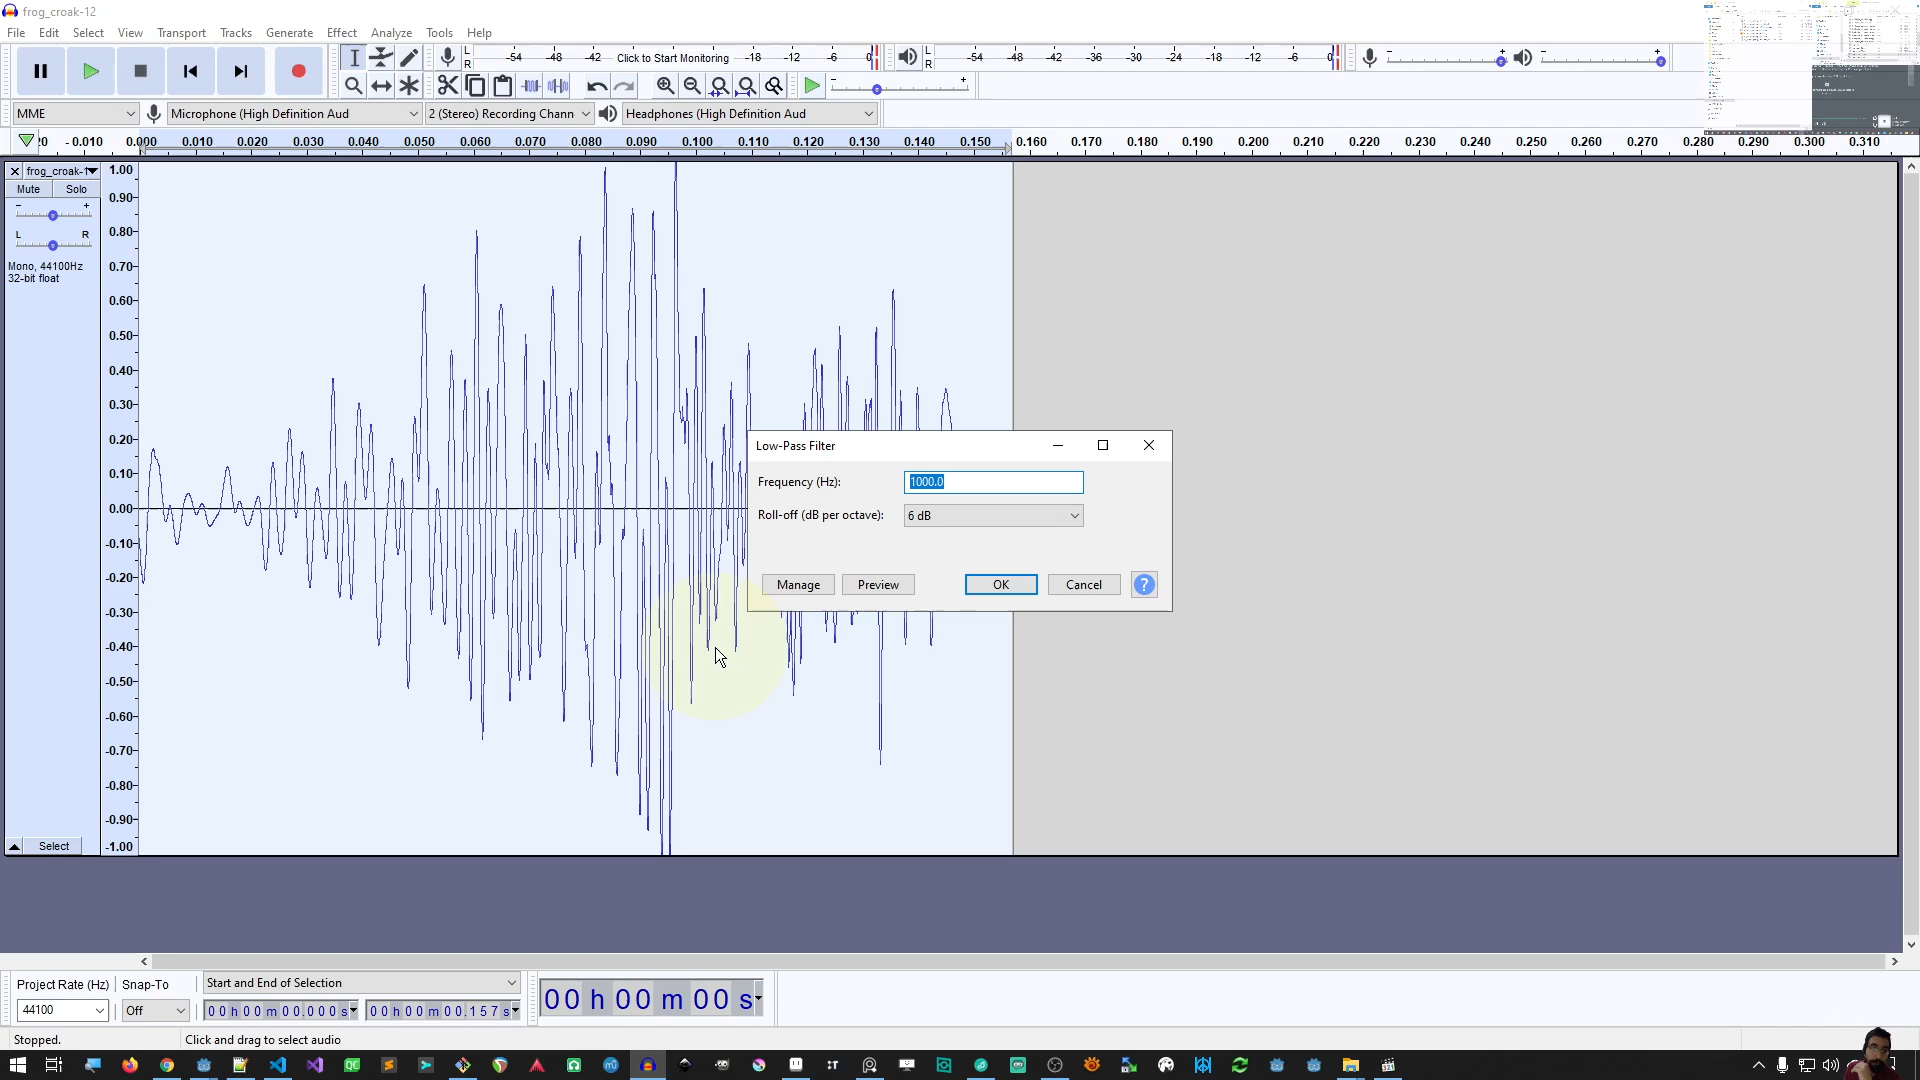 frog_croak-12
File Edit Select View Transport Tracks Generate Effect Analyze Tools Help
L R -54 -48 -42 Click to Start Monitoring -18 -12 -6 0 L R -54 -48 -42 -36 -30 -24 -18 -12 -6 0 - + - +
- +
MME Microphone (High Definition Aud 2 (Stereo) Recording Chann Headphones (High Definition Aud
- 0.010 0.000 0.010 0.020 0.030 0.040 0.050 0.060 0.070 0.080 0.090 0.100 0.110 0.120 0.130 0.140 0.150 0.160 0.170 0.180 0.190 0.200 0.210 0.220 0.230 0.240 0.250 0.260 0.270 0.280 0.290 0.300 0.310
frog_croak-1
Mute Solo
- +
L R
Mono, 44100Hz
32-bit float
Select
1.00
0.90
0.80
0.70
0.60
0.50
0.40
0.30
0.20
0.10
0.00
-0.10
-0.20
-0.30
-0.40
-0.50
-0.60
-0.70
-0.80
-0.90
-1.00
Low-Pass Filter
Frequency (Hz): 1000.0
Roll-off (dB per octave): 6 dB
Manage Preview OK Cancel ?
Project Rate (Hz) Snap-To Start and End of Selection
44100 Off 00 h 00 m 00.000 s 00 h 00 m 00.157 s 00 h 00 m 00 s
Stopped. Click and drag to select audio